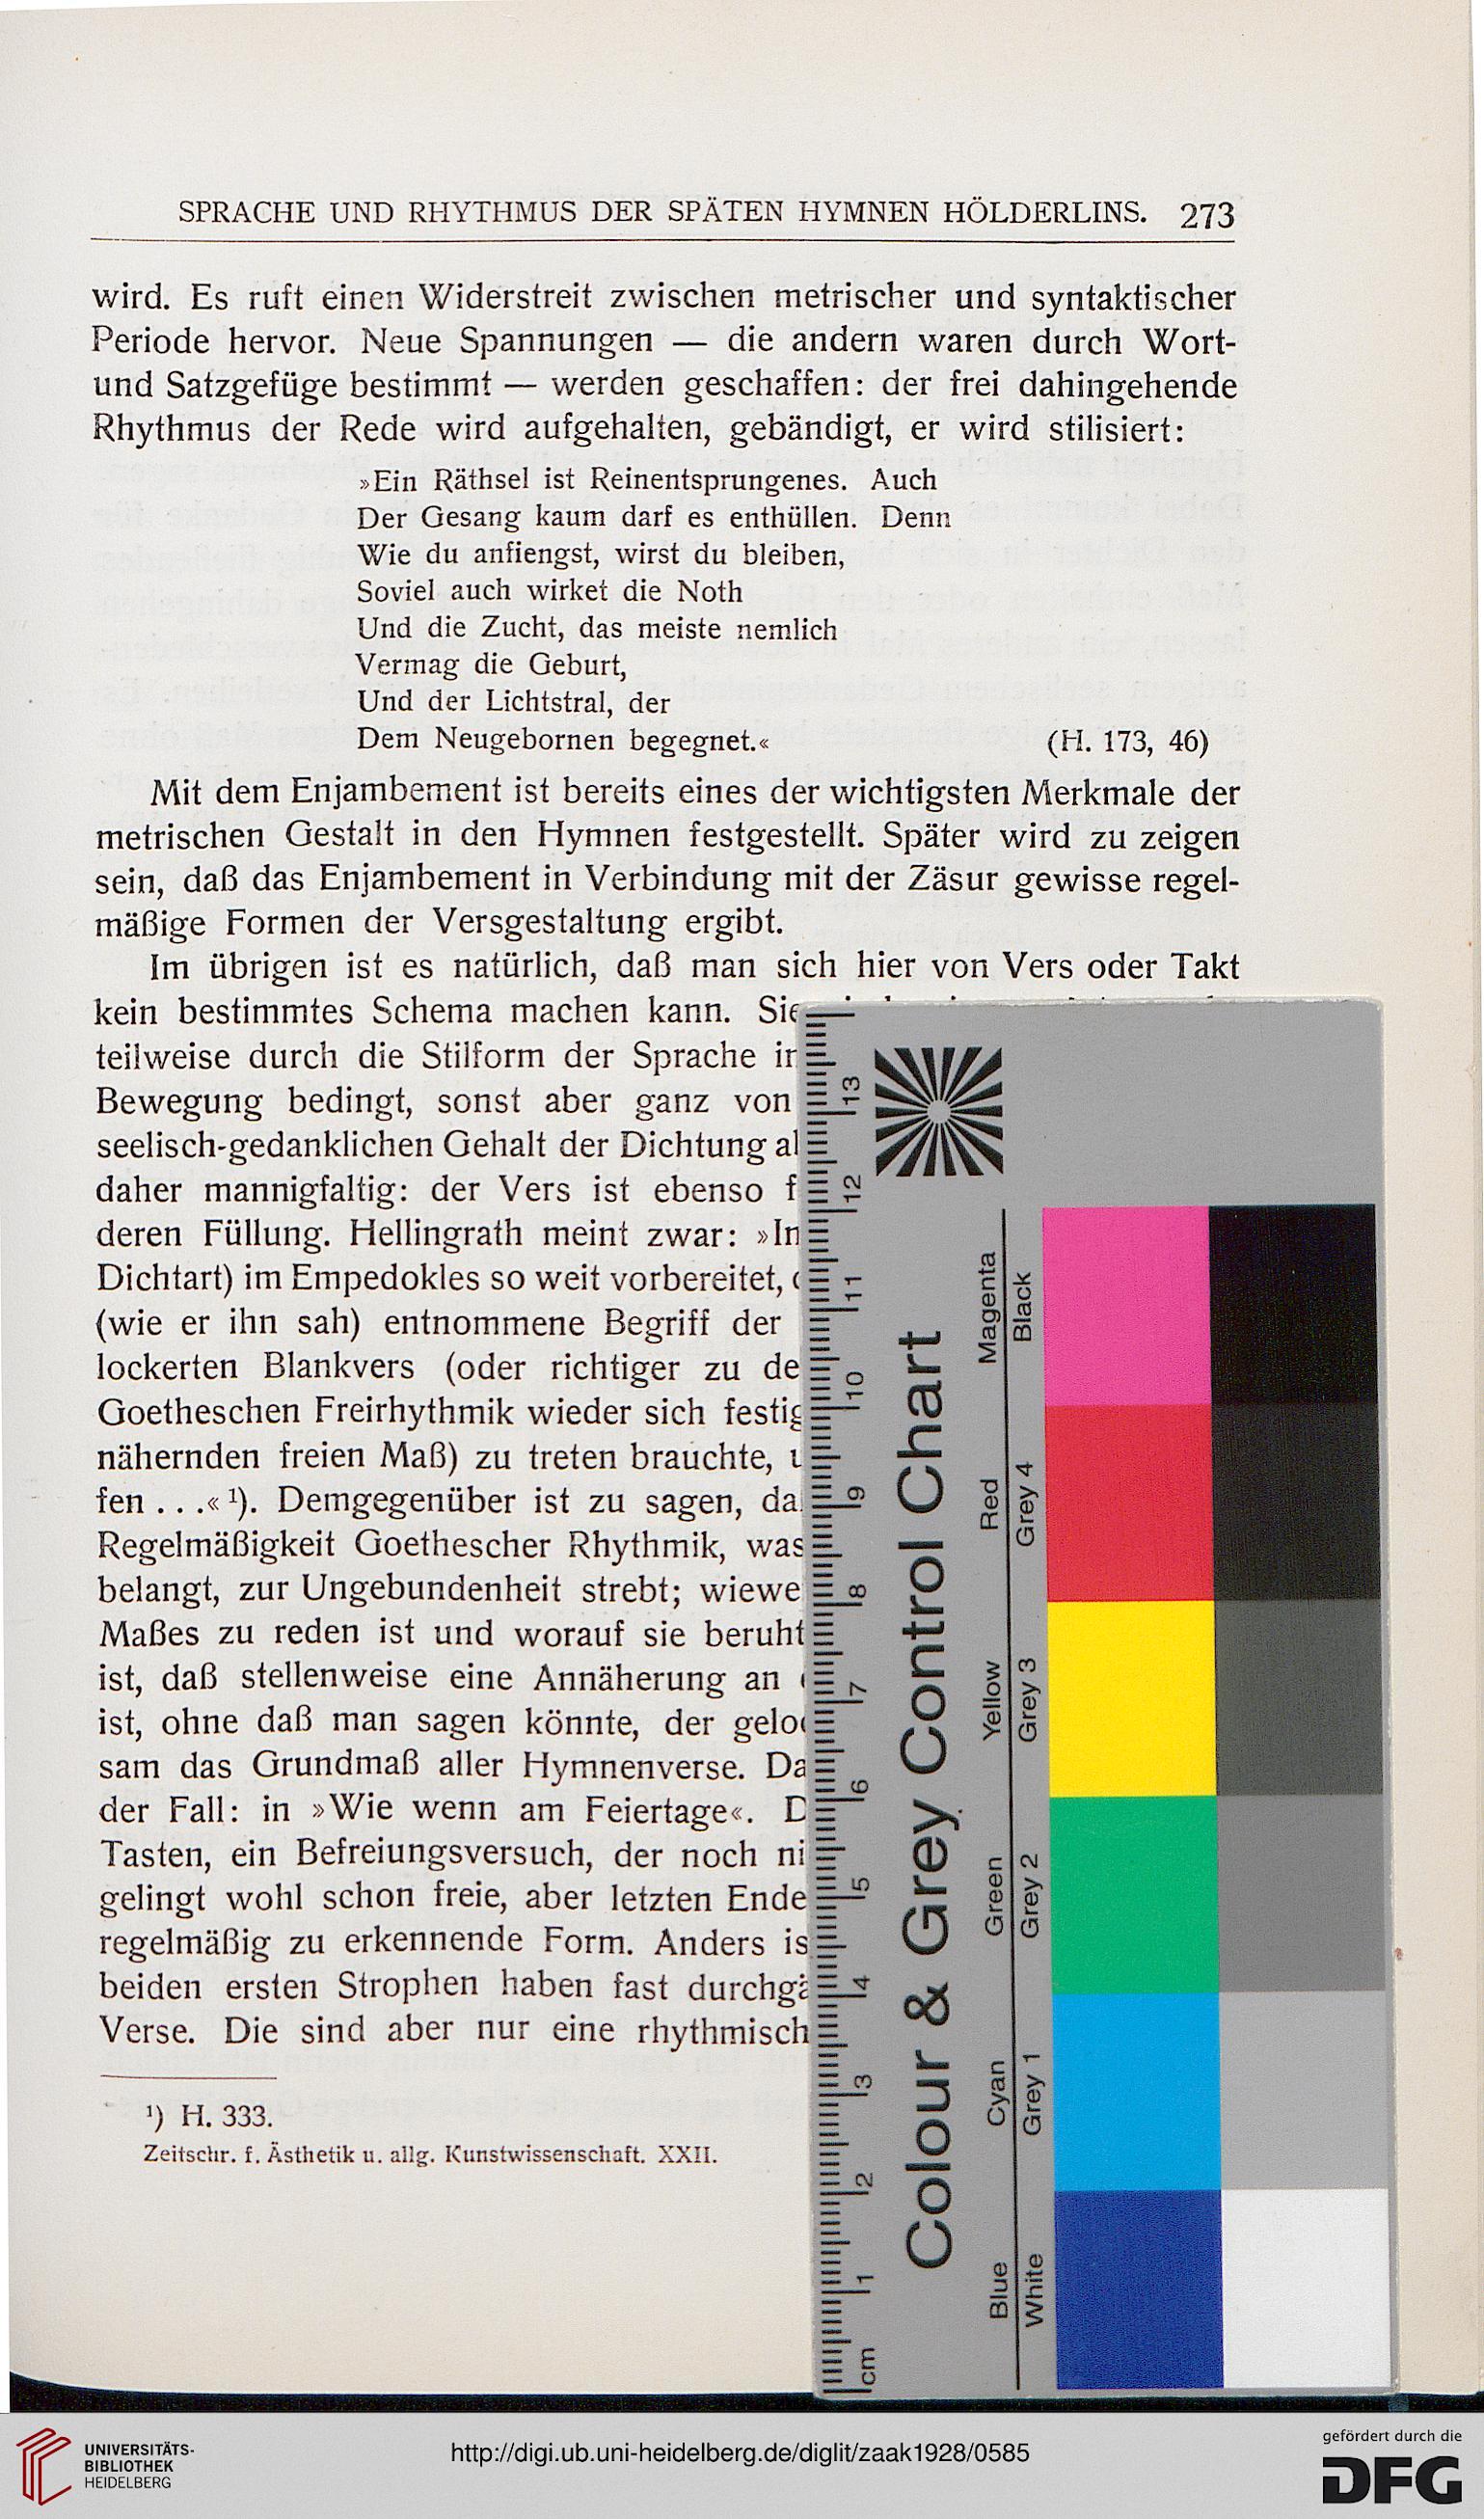 SPRACHE UND RHYTHMUS DER SPÄTEN HYMNEN HÖLDERLINS. 273
wird. Es ruft einen Widerstreit zwischen metrischer und syntaktischer
Periode hervor. Neue Spannungen — die andern waren durch Wort-
und Satzgefüge bestimmt — werden geschaffen: der frei dahingehende
Rhythmus der Rede wird aufgehalten, gebändigt, er wird stilisiert:
»Ein Räthsel ist Reinentsprungenes. Auch
Der Gesang kaum darf es enthüllen. Denn
Wie du anfiengst, wirst du bleiben,
Soviel auch wirket die Noth
Und die Zucht, das meiste nemlich
Vermag die Geburt,
Und der Lichtstral, der
Dem Neugebornen begegnet.« (H. 173, 46)
Mit dem Enjambement ist bereits eines der wichtigsten Merkmale der
metrischen Gestalt in den Hymnen festgestellt. Später wird zu zeigen
sein, daß das Enjambement in Verbindung mit der Zäsur gewisse regel-
mäßige Formen der Versgestaltung ergibt.
Im übrigen ist es natürlich, daß man sich hier von Vers oder Takt
kein bestimmtes Schema machen kann. Sie
teilweise durch die Stilform der Sprache
Bewegung bedingt, sonst aber ganz von
seelisch-gedanklichen Gehalt der Dichtung
daher mannigfaltig: der Vers ist ebenso
deren Füllung. Hellingrath meint zwar: »In
Dichtart) im Empedokles so weit vorbereitet,
(wie er ihn sah) entnommene Begriff der
lockerten Blankvers (oder richtiger zu de
Goetheschen Freirhythmik wieder sich festig
nähernden freien Maß) zu treten brauchte,
fen . . .« ¹). Demgegenüber ist zu sagen, da
Regelmäßigkeit Goethescher Rhythmik, was
belangt, zur Ungebundenheit strebt; wiewe
Maßes zu reden ist und worauf sie beruht
ist, daß stellenweise eine Annäherung an
ist, ohne daß man sagen könnte, der gelo
sam das Grundmaß aller Hymnenverse. Da
der Fall: in »Wie wenn am Feiertage«. D
Tasten, ein Befreiungsversuch, der noch ni
gelingt wohl schon freie, aber letzten Ende
regelmäßig zu erkennende Form. Anders is
beiden ersten Strophen haben fast durchgä
Verse. Die sind aber nur eine rhythmisch
¹) H. 333.
Zeitschr. f. Ästhetik u. allg. Kunstwissenschaft. XXII.
13
12
11
10
9
8
7
6
5
4
3
2
1
cm
Colour & Grey Control Chart
Magenta
Red
Yellow
Green
Cyan
Blue
Black
Grey 4
Grey 3
Grey 2
Grey 1
White
UNIVERSITÄTS-
BIBLIOTHEK
HEIDELBERG
http://digi.ub.uni-heidelberg.de/diglit/zaak1928/0585
gefördert durch die
DFG